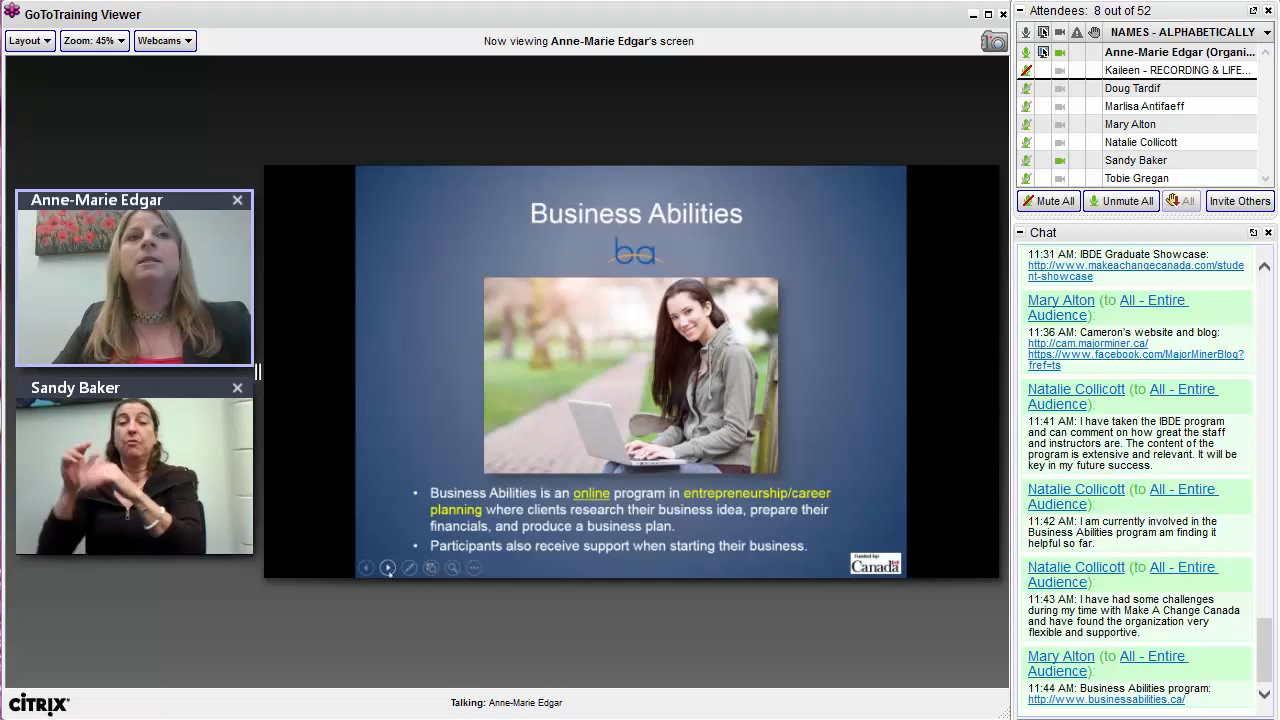 GoToTraining Viewer
Layout
Zoom: 45%
Webcams
Now viewing Anne-Marie Edgar's screen
Anne-Marie Edgar
Sandy Baker
Business Abilities
ba
• Business Abilities is an online program in entrepreneurship/career
planning where clients research their business idea, prepare their
financials, and produce a business plan.
• Participants also receive support when starting their business.
Funded by:
Canada
CITRIX
Talking: Anne-Marie Edgar
Attendees: 8 out of 52
NAMES - ALPHABETICALLY
Anne-Marie Edgar (Organi...
Kaileen - RECORDING & LIFE...
Doug Tardif
Marlisa Antifaeff
Mary Alton
Natalie Collicott
Sandy Baker
Tobie Gregan
Mute All
Unmute All
All
Invite Others
Chat
11:31 AM: IBDE Graduate Showcase:
http://www.makeachangecanada.com/stude
nt-showcase
Mary Alton (to All - Entire
Audience):
11:36 AM: Cameron's website and blog:
http://cam.majorminer.ca/
https://www.facebook.com/MajorMinerBlog?
fref=ts
Natalie Collicott (to All - Entire
Audience):
11:41 AM: I have taken the IBDE program
and can comment on how great the staff
and instructors are. The content of the
program is extensive and relevant. It will be
key in my future success.
Natalie Collicott (to All - Entire
Audience):
11:42 AM: I am currently involved in the
Business Abilities program am finding it
helpful so far.
Natalie Collicott (to All - Entire
Audience):
11:43 AM: I have had some challenges
during my time with Make A Change Canada
and have found the organization very
flexible and supportive.
Mary Alton (to All - Entire
Audience):
11:44 AM: Business Abilities program:
http://www.businessabilities.ca/